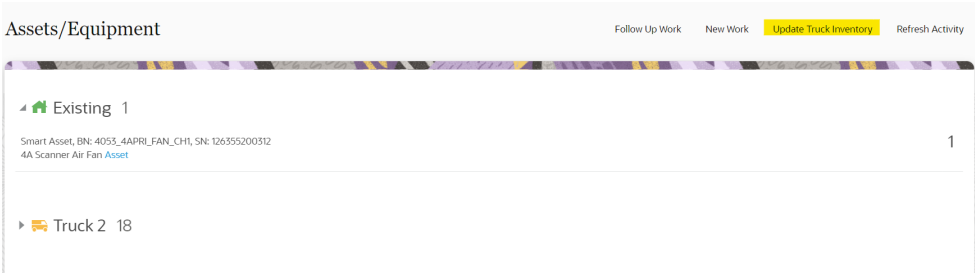 Assets/Equipment
Follow Up Work New Work Update Truck Inventory Refresh Activity
Existing 1
Smart Asset, BN: 4053_4APRI_FAN_CH1, SN: 126355200312
1
4A Scanner Air Fan Asset
Truck 2 18